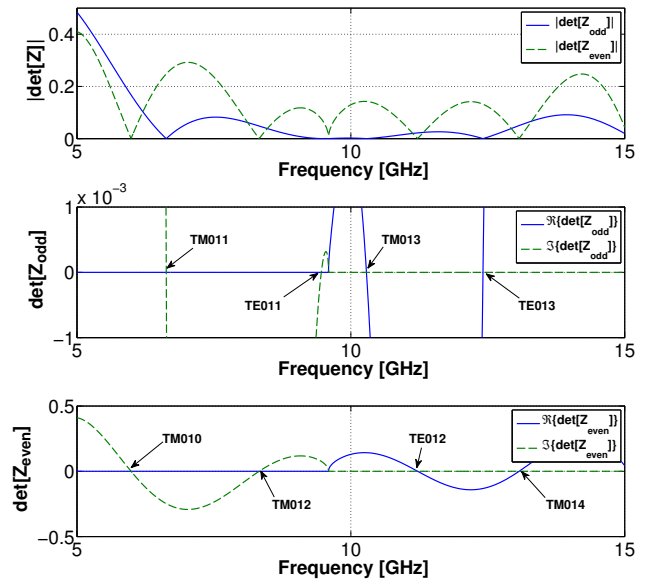 |det[Z]|
0.4
0.2
0
5
10
15
Frequency [GHz]
|det[Z_odd]|
|det[Z_even]|
x 10^-3
det[Z_odd]
1
0
−1
5
10
15
Frequency [GHz]
TM011
TE011
TM013
TE013
ℜ{det[Z_odd]}
ℑ{det[Z_odd]}
det[Z_even]
0.5
0
−0.5
5
10
15
Frequency [GHz]
TM010
TM012
TE012
TM014
ℜ{det[Z_even]}
ℑ{det[Z_even]}